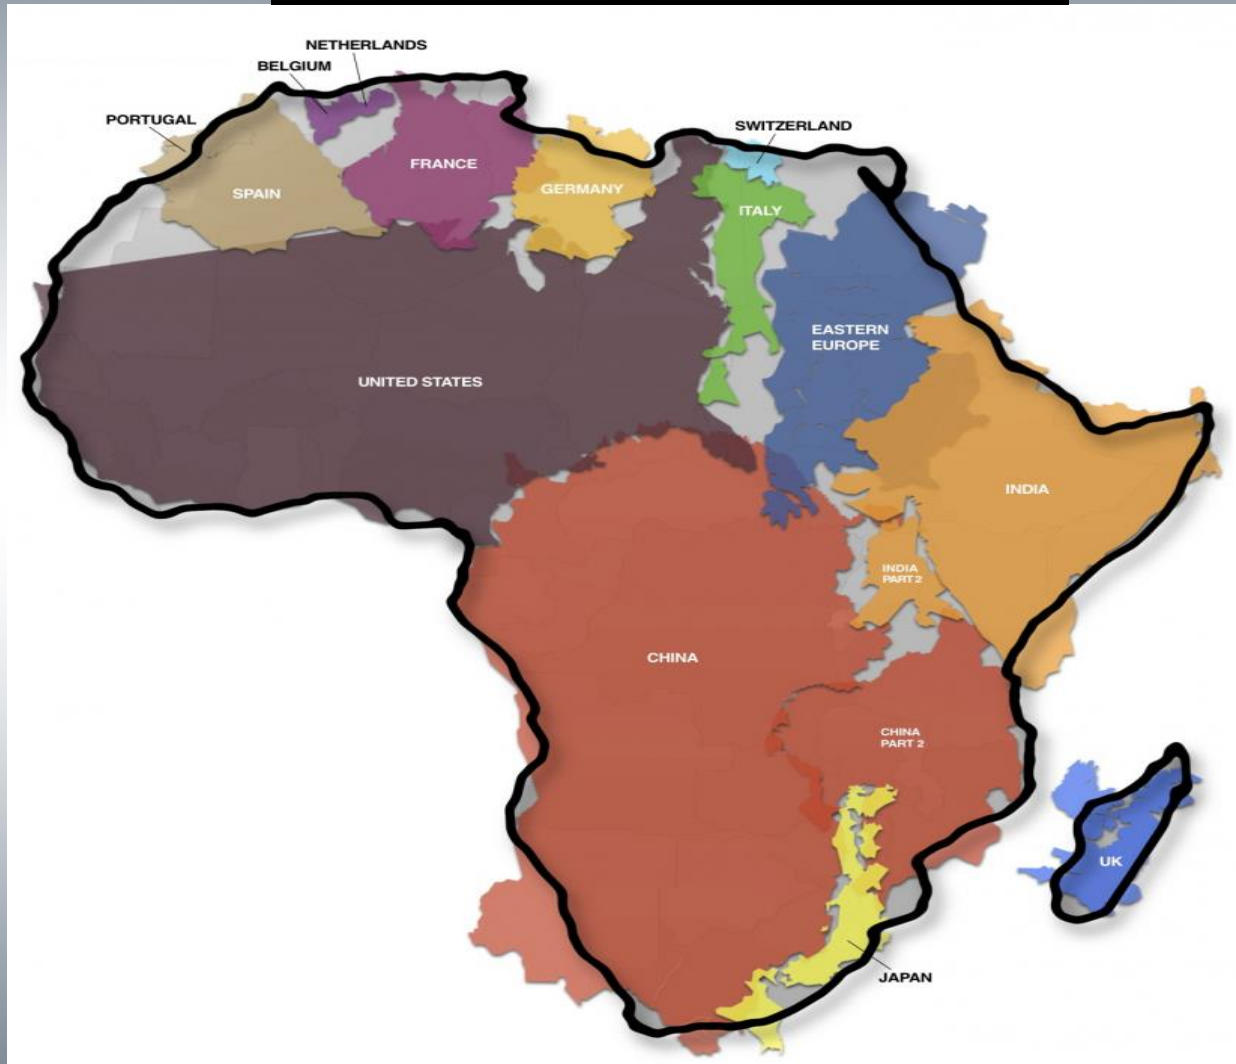 NETHERLANDS
BELGIUM
PORTUGAL
SWITZERLAND
FRANCE
GERMANY
SPAIN
ITALY
EASTERN
EUROPE
UNITED STATES
INDIA
INDIA
PART 2
CHINA
CHINA
PART 2
UK
JAPAN